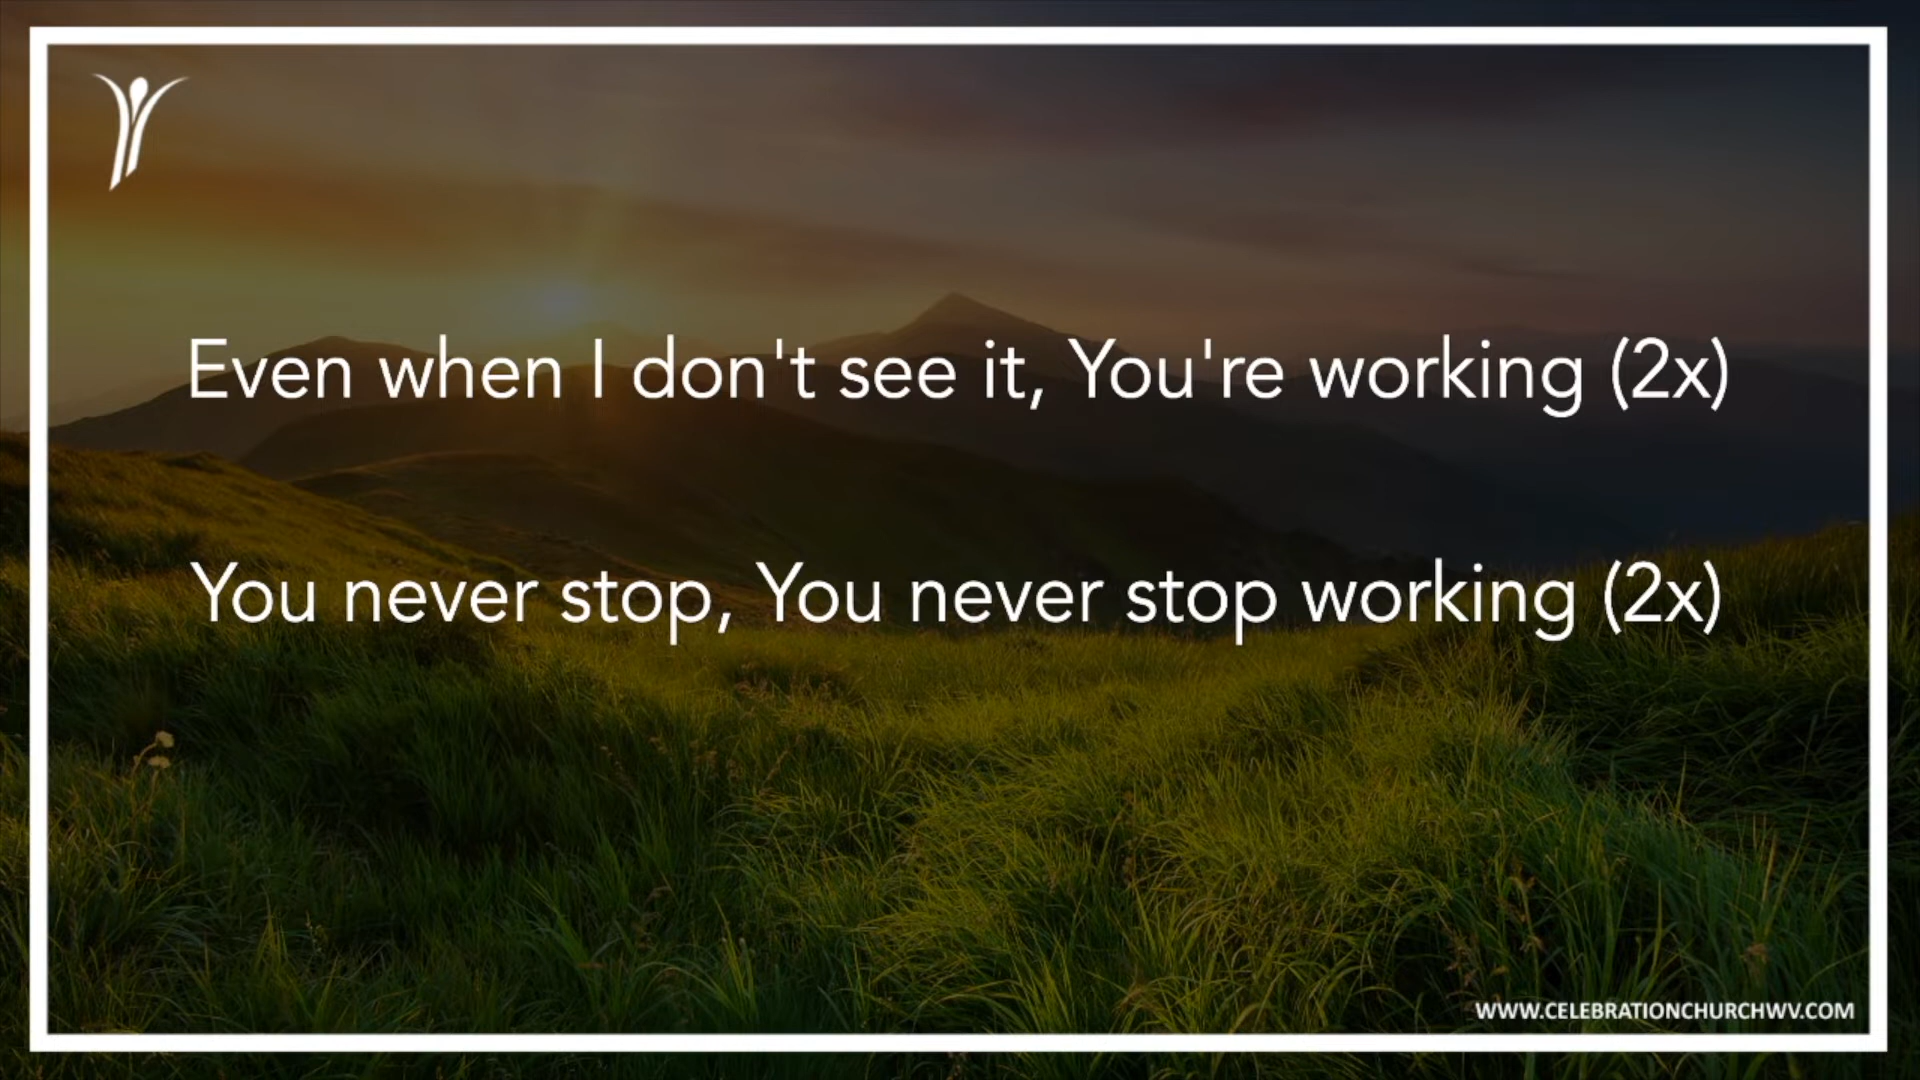 Even when I don't see it, You're working (2x)
You never stop, You never stop working (2x)
WWW.CELEBRATIONCHURCHWV.COM